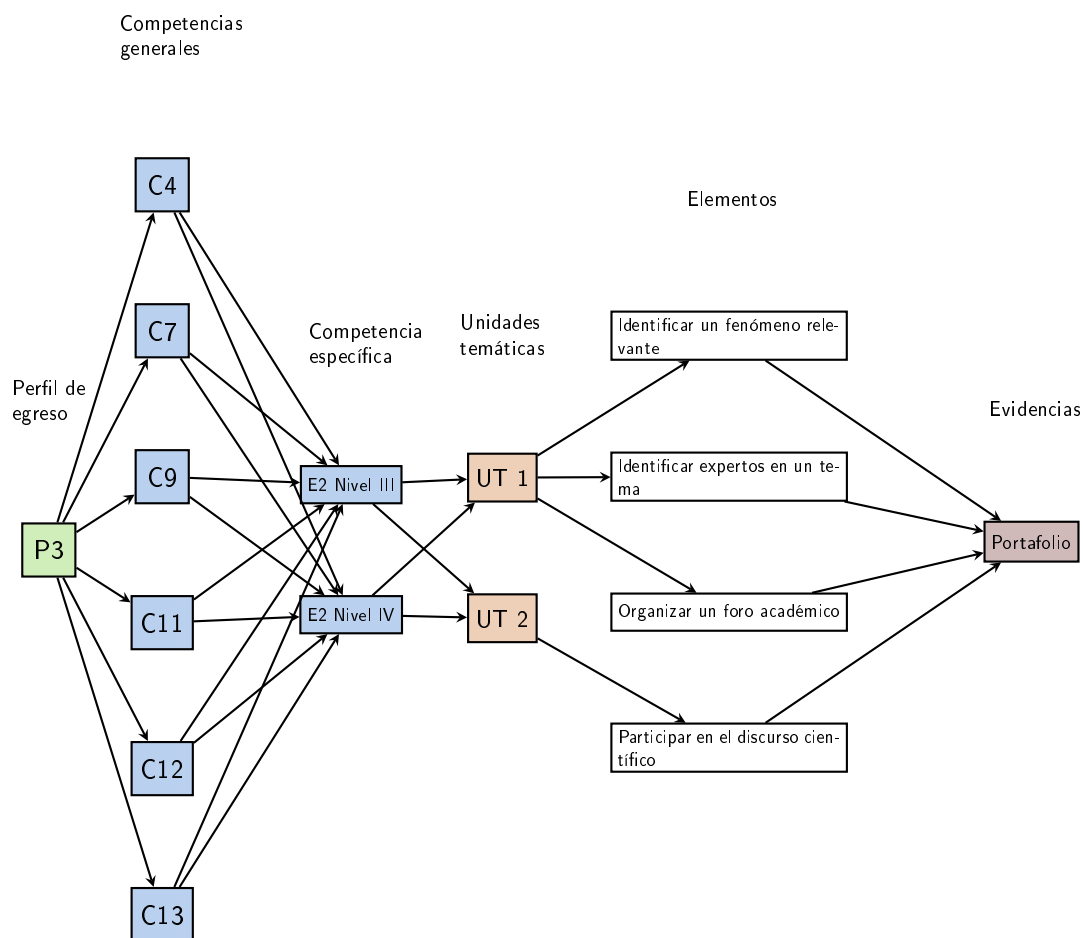 Competencias
generales
C4
Elementos
C7
Competencia
específica
Unidades
temáticas
Identificar un fenómeno rele-
vante
Perfil de
egreso
Evidencias
C9
E2 Nivel III
UT 1
Identificar expertos en un te-
ma
P3
Portafolio
C11
E2 Nivel IV
UT 2
Organizar un foro académico
C12
Participar en el discurso cien-
tífico
C13